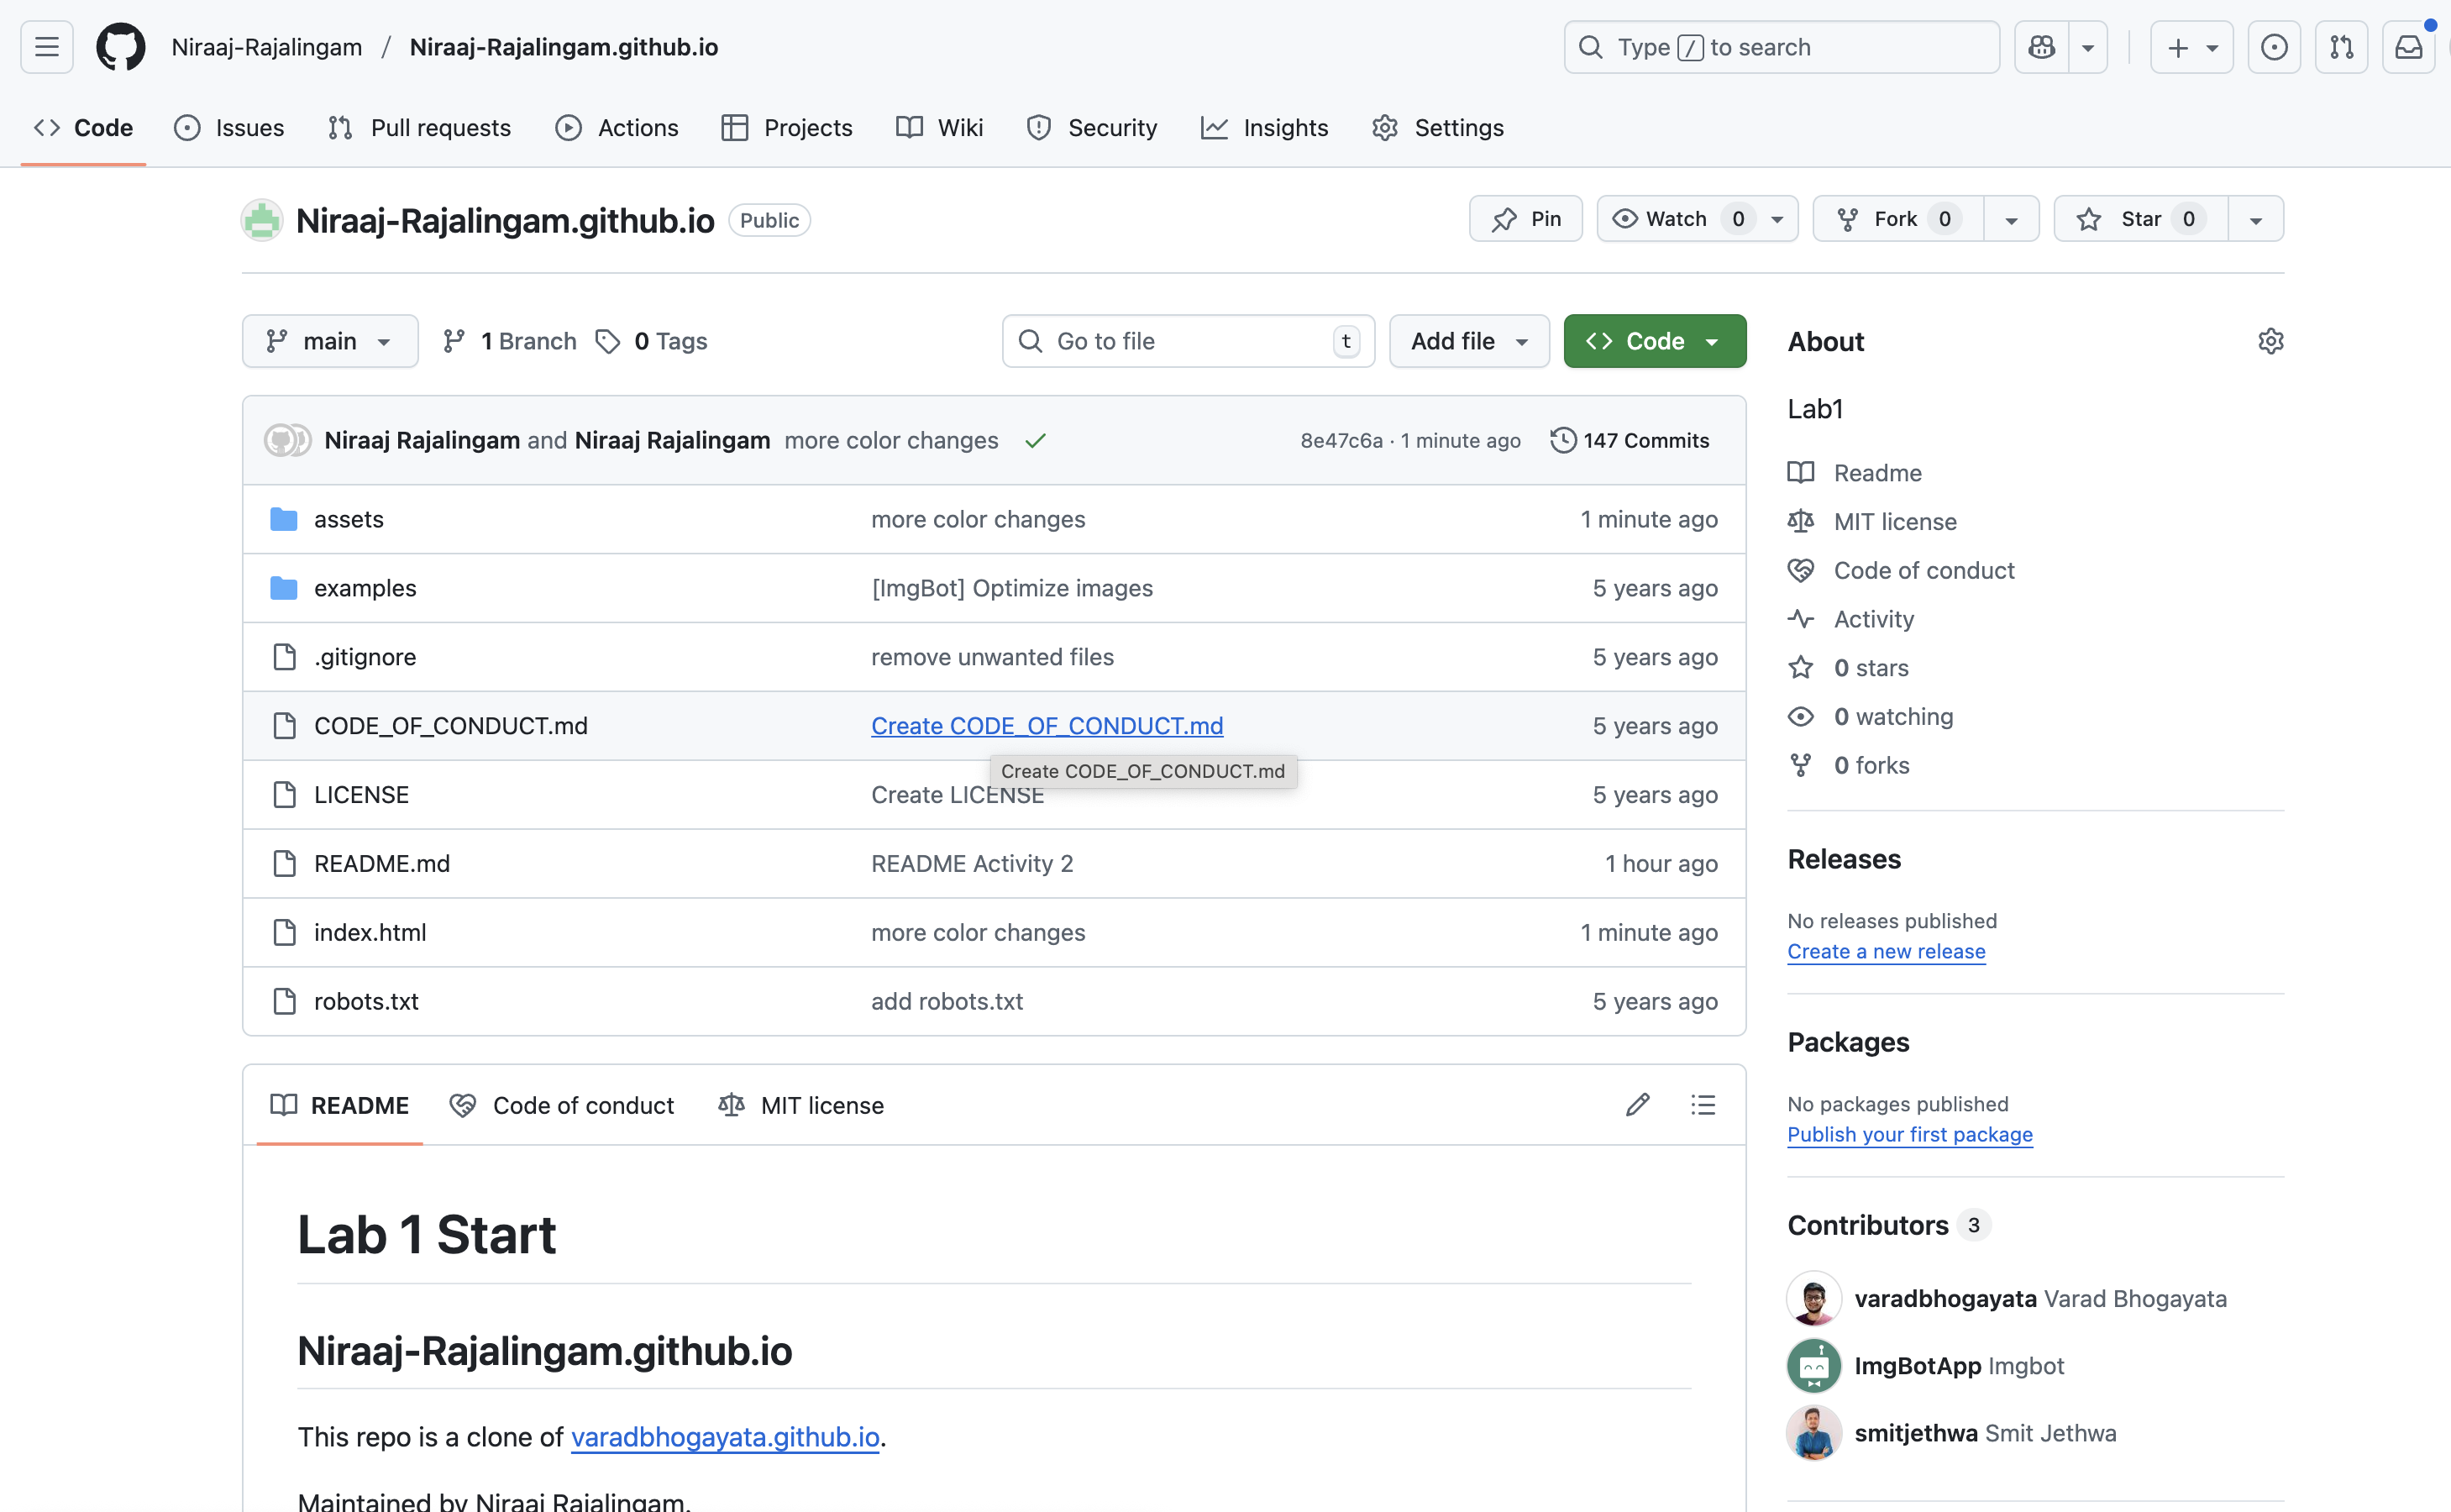 Niraaj-Rajalingam / Niraaj-Rajalingam.github.io
Type / to search
Code
Issues
Pull requests
Actions
Projects
Wiki
Security
Insights
Settings
Niraaj-Rajalingam.github.io Public
Pin
Watch 0
Fork 0
Star 0
main
1 Branch
0 Tags
Go to file t
Add file
Code
Niraaj Rajalingam and Niraaj Rajalingam more color changes
8e47c6a · 1 minute ago
147 Commits
assets more color changes 1 minute ago
examples [ImgBot] Optimize images 5 years ago
.gitignore remove unwanted files 5 years ago
CODE_OF_CONDUCT.md Create CODE_OF_CONDUCT.md 5 years ago
Create CODE_OF_CONDUCT.md
LICENSE Create LICENSE 5 years ago
README.md README Activity 2 1 hour ago
index.html more color changes 1 minute ago
robots.txt add robots.txt 5 years ago
README
Code of conduct
MIT license
Lab 1 Start
Niraaj-Rajalingam.github.io
This repo is a clone of varadbhogayata.github.io.
Maintained by Niraaj Rajalingam.
About
Lab1
Readme
MIT license
Code of conduct
Activity
0 stars
0 watching
0 forks
Releases
No releases published
Create a new release
Packages
No packages published
Publish your first package
Contributors 3
varadbhogayata Varad Bhogayata
ImgBotApp Imgbot
smitjethwa Smit Jethwa